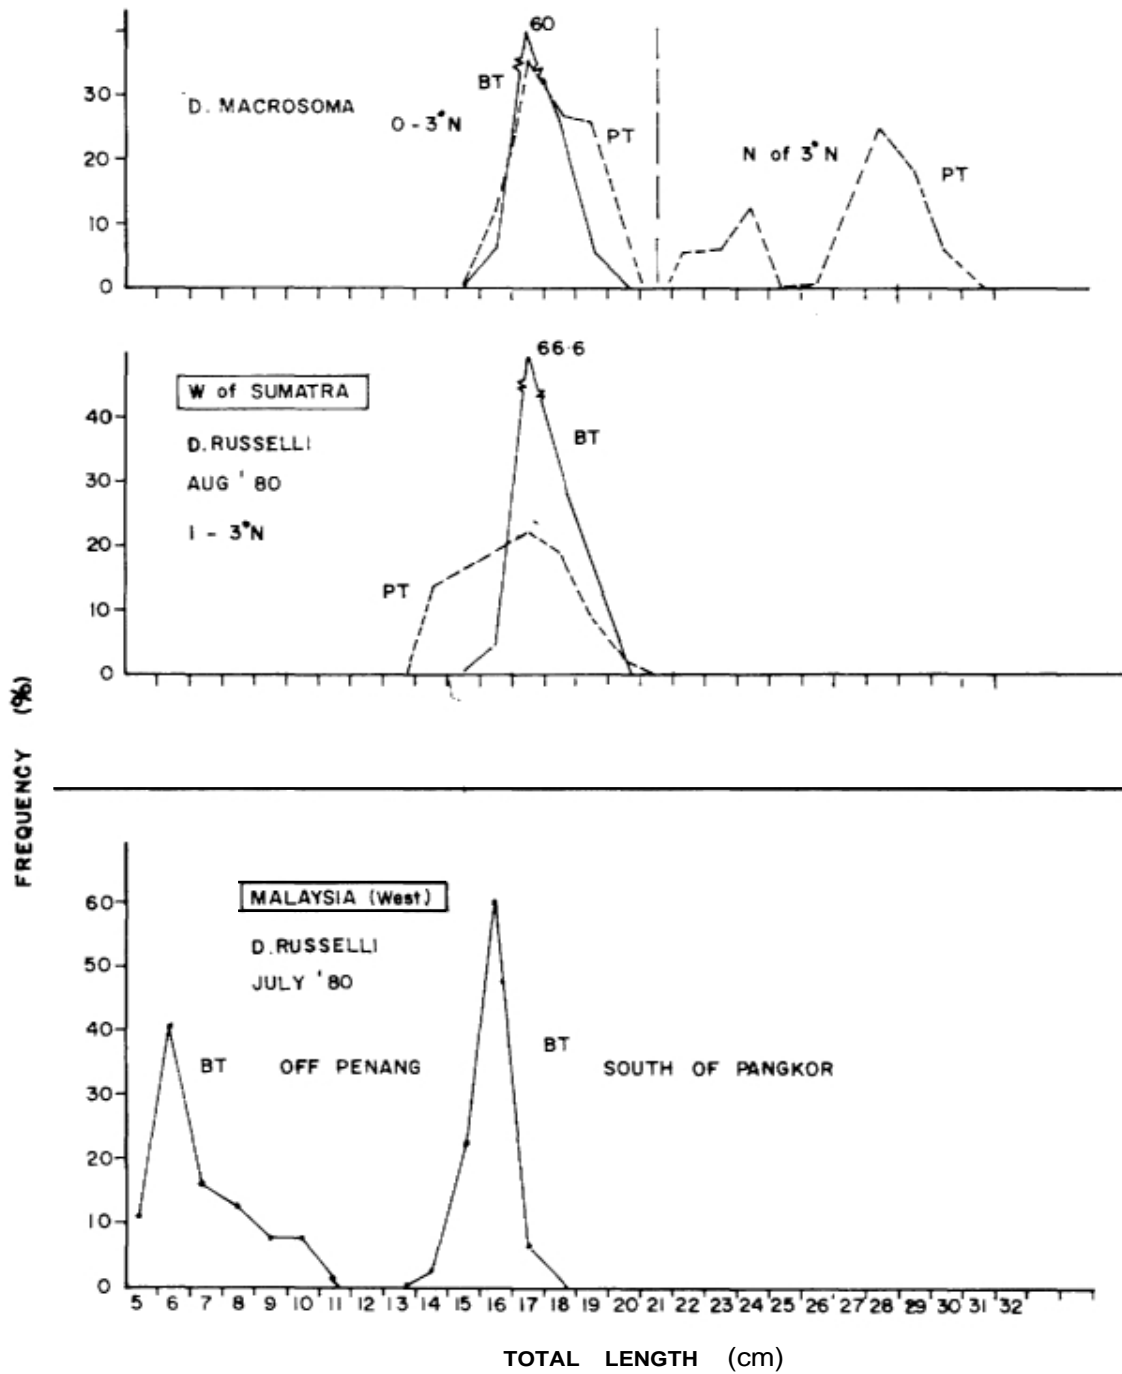 60
30
20
10
0
D. MACROSOMA
0 - 3°N
BT
PT
N of 3°N
PT
66·6
40
30
20
10
0
W of SUMATRA
D. RUSSELLI
AUG ' 80
1 - 3°N
PT
BT
FREQUENCY (%)
60
50
40
30
20
10
0
MALAYSIA (West)
D. RUSSELLI
JULY ' 80
BT OFF PENANG
BT
SOUTH OF PANGKOR
5 6 7 8 9 10 11 12 13 14 15 16 17 18 19 20 21 22 23 24 25 26 27 28 29 30 31 32
TOTAL LENGTH (cm)